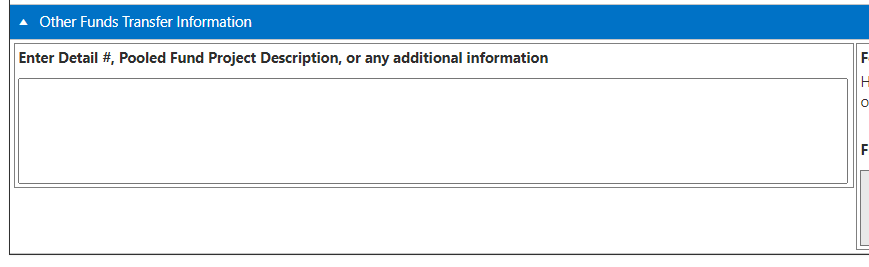 Other Funds Transfer Information
Enter Detail #, Pooled Fund Project Description, or any additional information